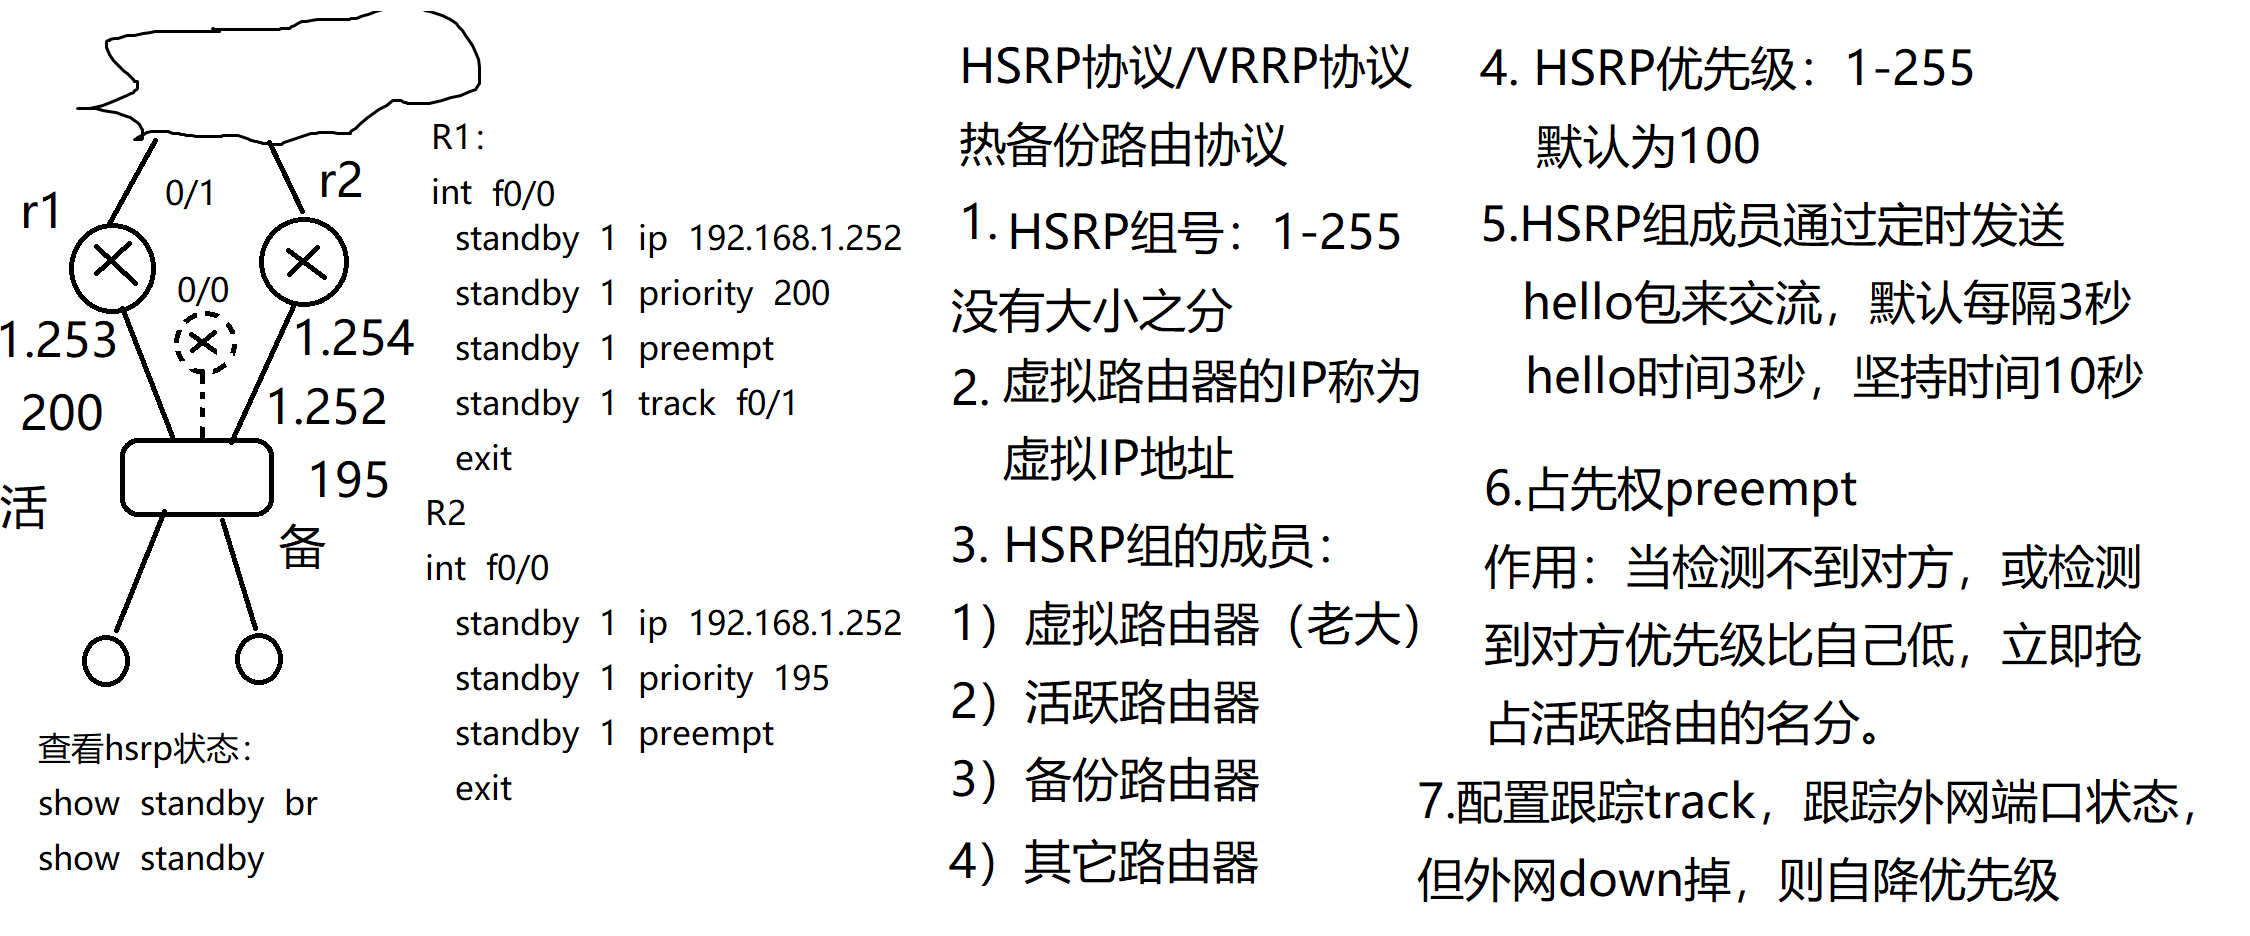 r1
0/1
r2
0/0
1.253
1.254
200
1.252
活
195
备
查看hsrp状态：
show standby br
show standby
R1：
int f0/0
standby 1 ip 192.168.1.252
standby 1 priority 200
standby 1 preempt
standby 1 track f0/1
exit
R2
int f0/0
standby 1 ip 192.168.1.252
standby 1 priority 195
standby 1 preempt
exit
HSRP协议/VRRP协议
热备份路由协议
1. HSRP组号：1-255
没有大小之分
2. 虚拟路由器的IP称为
虚拟IP地址
3. HSRP组的成员：
1）虚拟路由器（老大）
2）活跃路由器
3）备份路由器
4）其它路由器
4. HSRP优先级：1-255
默认为100
5.HSRP组成员通过定时发送
hello包来交流，默认每隔3秒
hello时间3秒，坚持时间10秒
6.占先权preempt
作用：当检测不到对方，或检测
到对方优先级比自己低，立即抢
占活跃路由的名分。
7.配置跟踪track，跟踪外网端口状态，
但外网down掉，则自降优先级